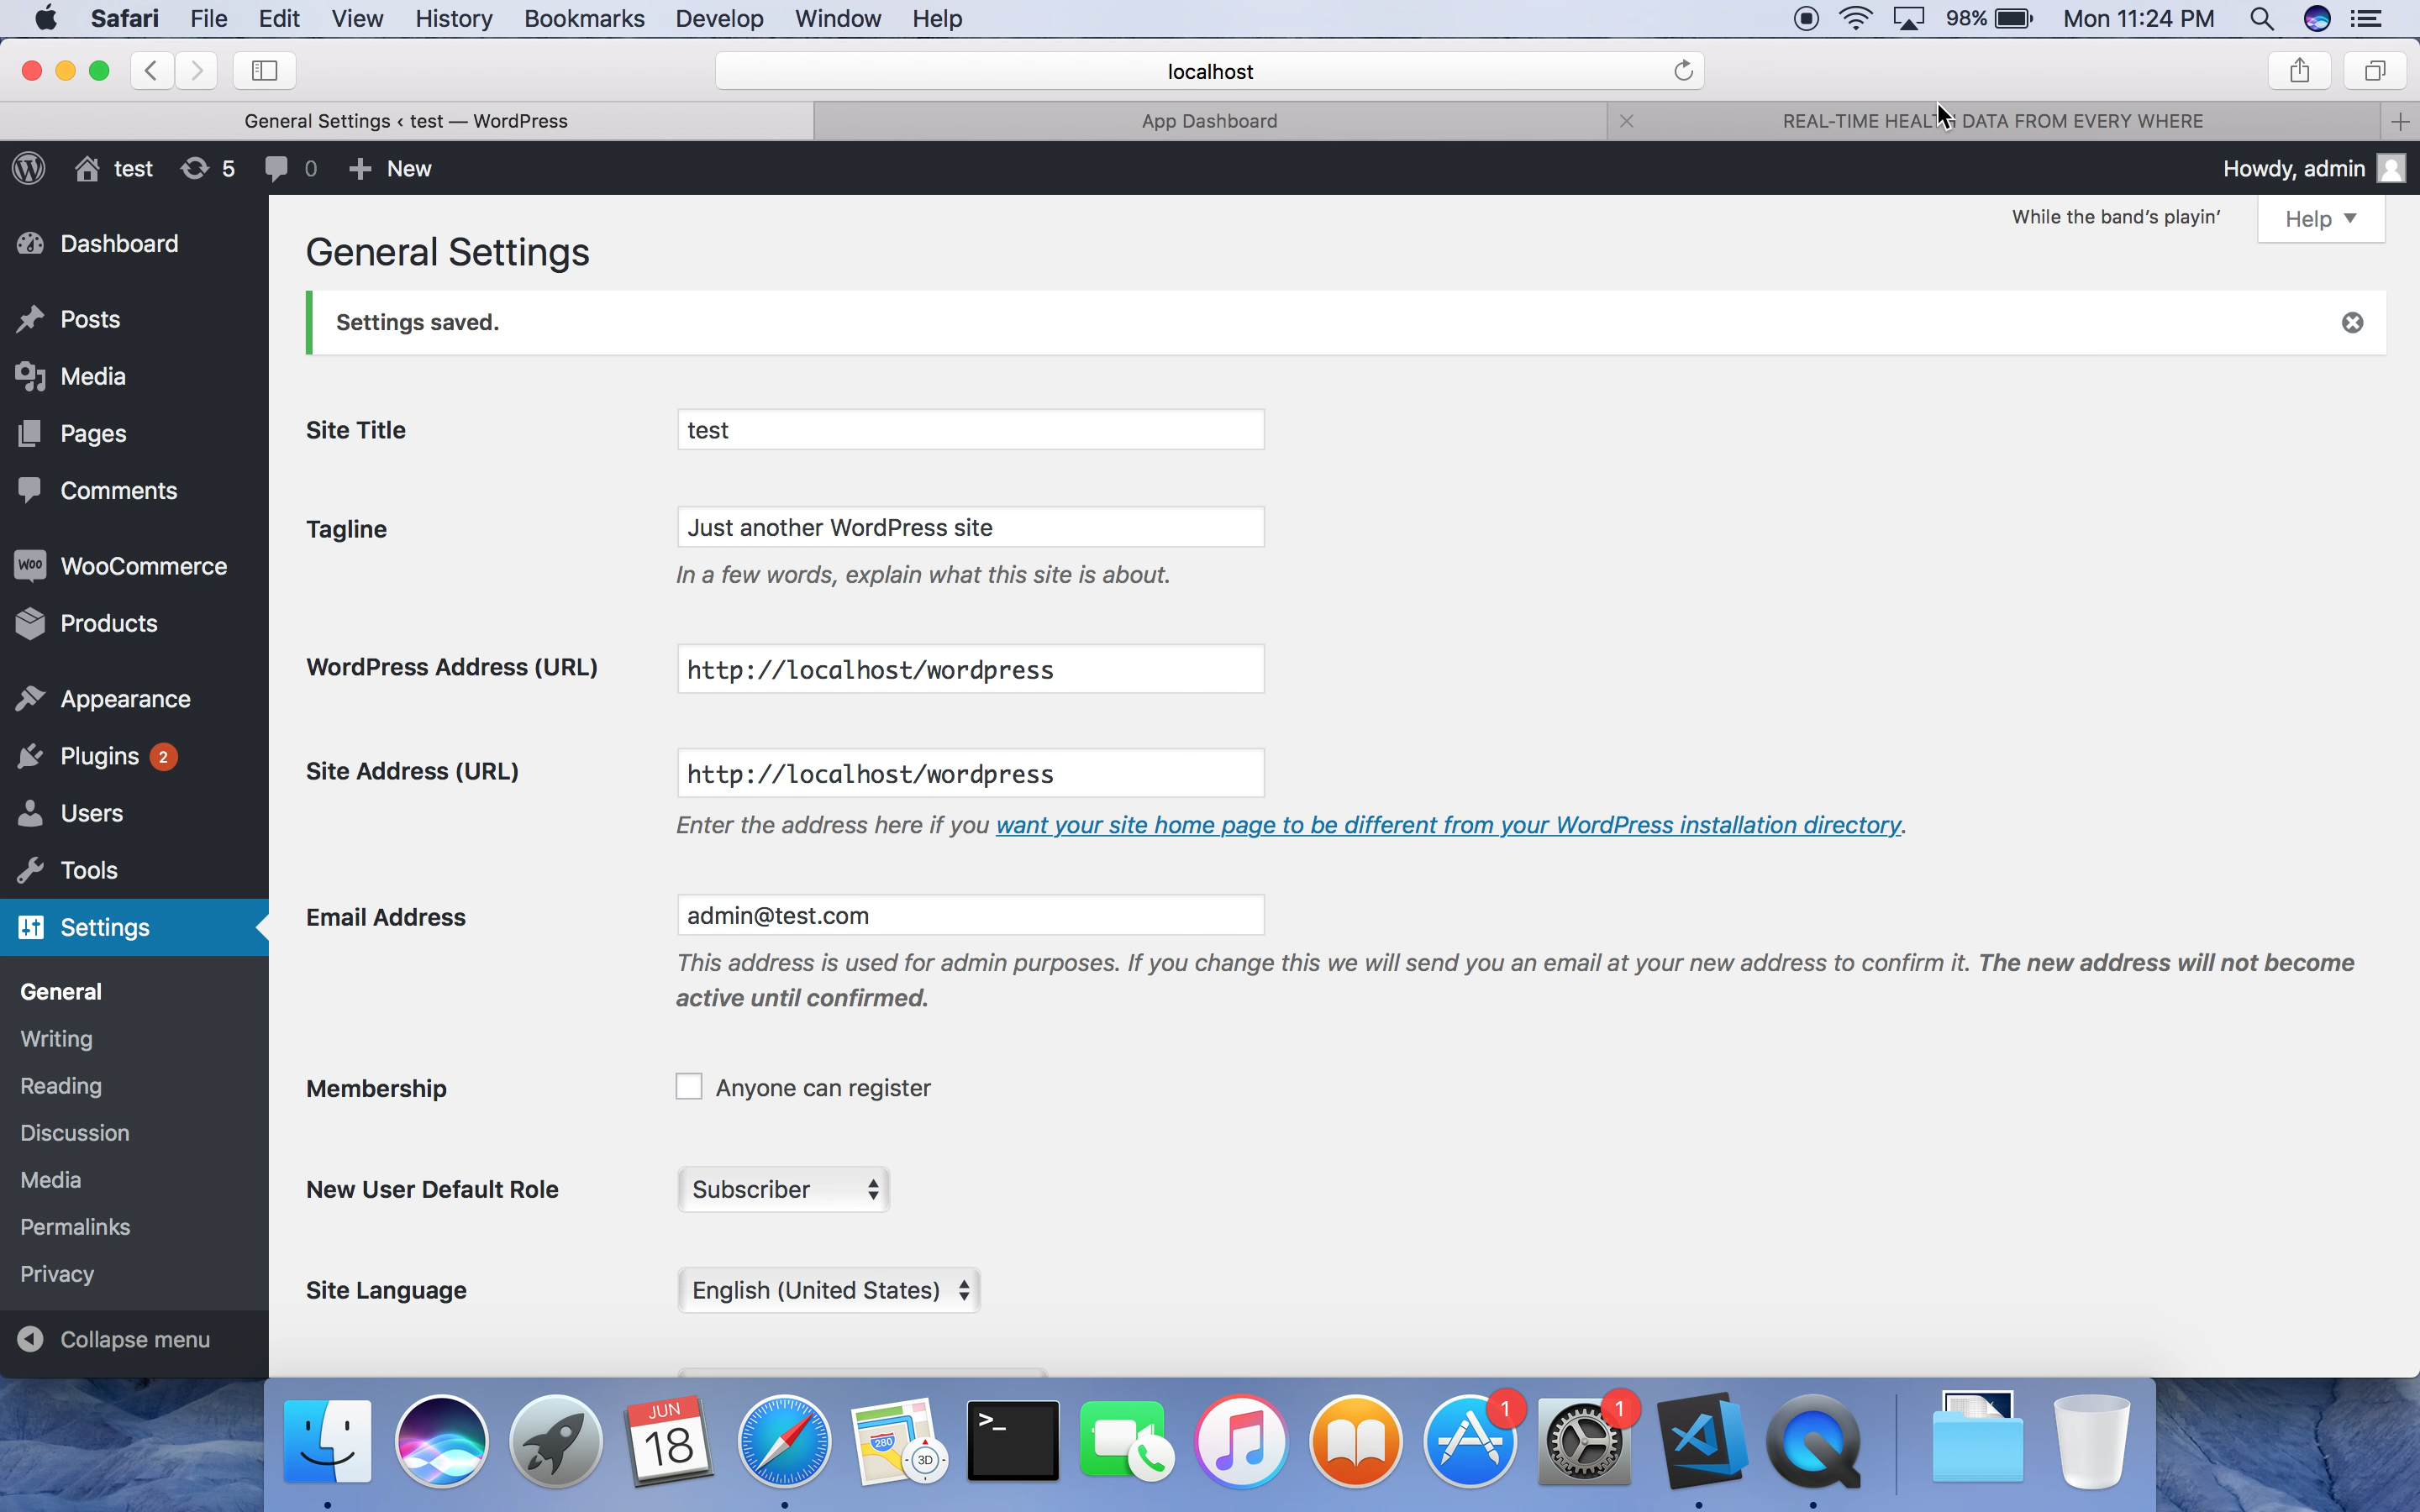 Safari File Edit View History Bookmarks Develop Window Help 98% Mon 11:24 PM
localhost
General Settings ‹ test — WordPress App Dashboard REAL-TIME HEALTH DATA FROM EVERY WHERE
test 5 0 New Howdy, admin
While the band's playin' Help
Dashboard
Posts
Media
Pages
Comments
WOO WooCommerce
Products
Appearance
Plugins 2
Users
Tools
Settings
General
Writing
Reading
Discussion
Media
Permalinks
Privacy
Collapse menu
General Settings
Settings saved.
Site Title test
Tagline Just another WordPress site
In a few words, explain what this site is about.
WordPress Address (URL) http://localhost/wordpress
Site Address (URL) http://localhost/wordpress
Enter the address here if you want your site home page to be different from your WordPress installation directory.
Email Address admin@test.com
This address is used for admin purposes. If you change this we will send you an email at your new address to confirm it. The new address will not become
active until confirmed.
Membership Anyone can register
New User Default Role Subscriber
Site Language English (United States)
JUN
18
280
3D
>_
1
1